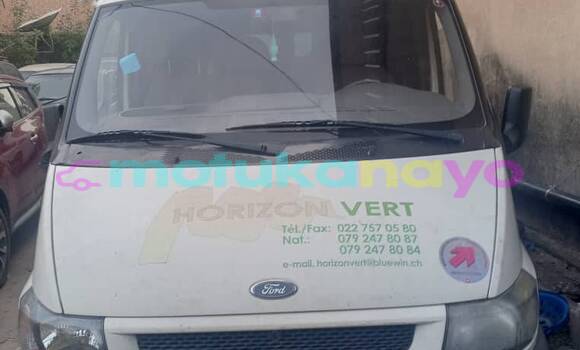 motukanayo
HORIZON VERT
Tél./Fax: 022 757 05 80
Nat.: 079 247 80 87
079 247 80 84
e-mail. horizonvert@bluewin.ch
Ford